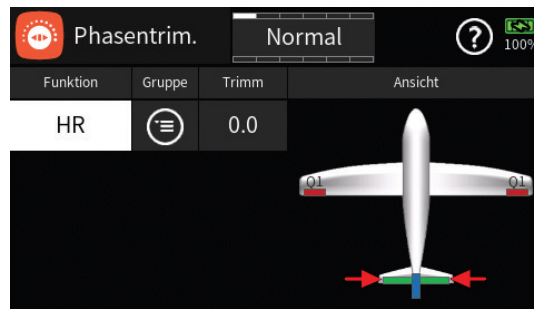 Phasentrim.
Normal
?
100%
Funktion Gruppe Trimm Ansicht
HR 0.0
Q1 Q1